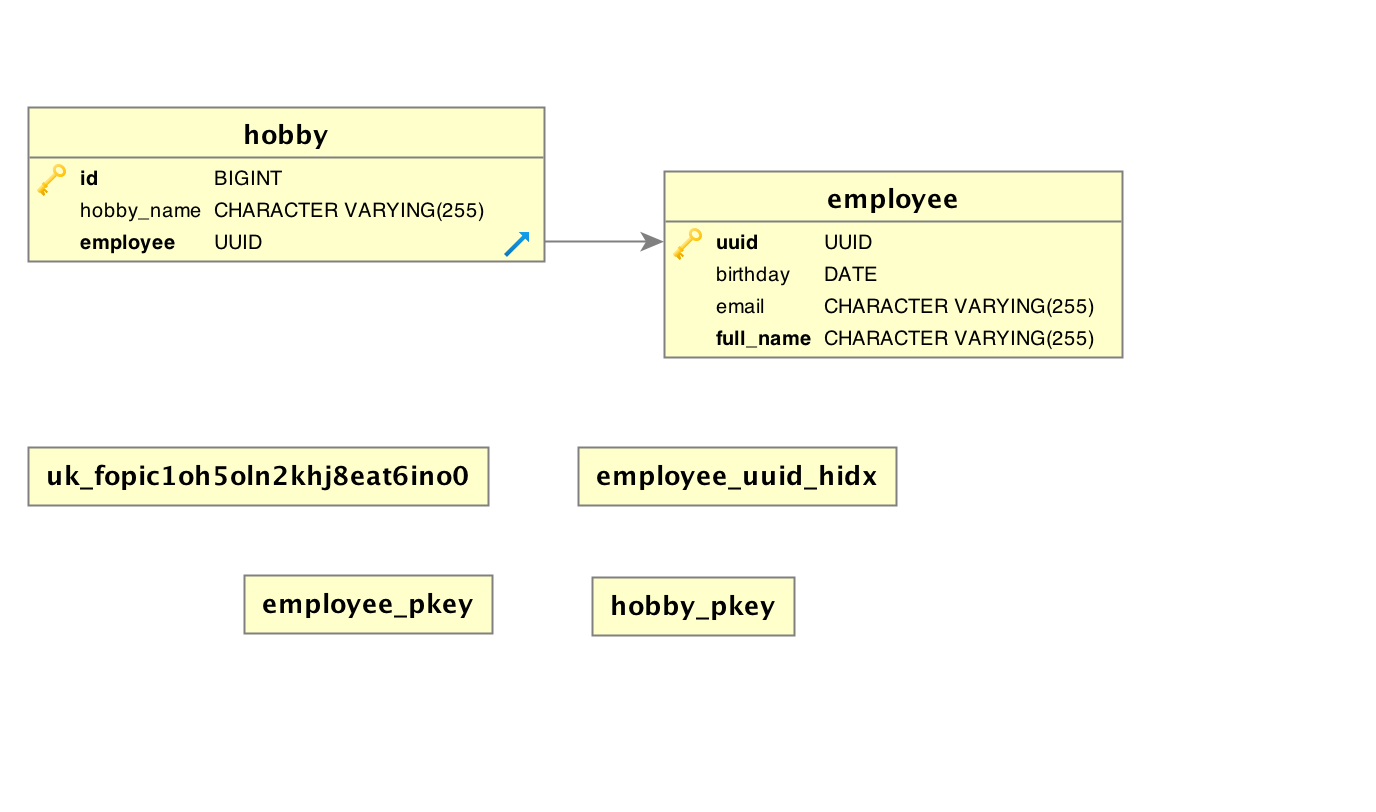 hobby
id BIGINT
hobby_name CHARACTER VARYING(255)
employee UUID
employee
uuid UUID
birthday DATE
email CHARACTER VARYING(255)
full_name CHARACTER VARYING(255)
uk_fopic1oh5oln2khj8eat6ino0
employee_uuid_hidx
employee_pkey
hobby_pkey